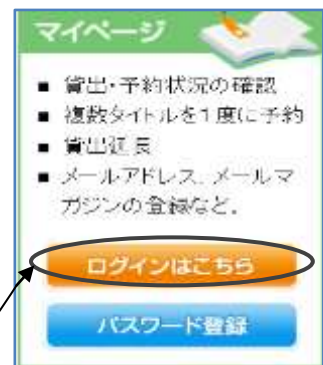 マイページ
■ 貸出・予約状況の確認
■ 複数タイトルを1度に予約
■ 貸出延長
■ メールアドレス、メールマ
ガジンの登録など。
ログインはこちら
パスワード登録